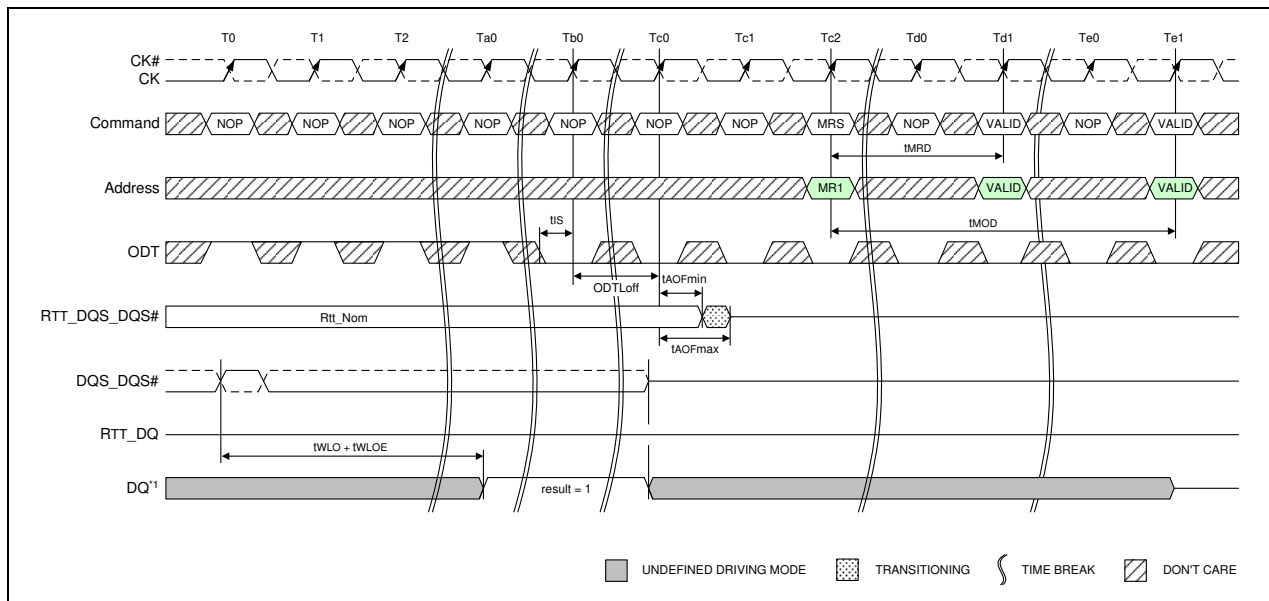 T0 T1 T2 Ta0 Tb0 Tc0 Tc1 Tc2 Td0 Td1 Te0 Te1
CK#
CK
Command NOP NOP NOP NOP NOP NOP NOP MRS NOP VALID NOP VALID
tMRD
Address MR1 VALID VALID
tIS
tMOD
ODT
ODTLoff tAOFmin
RTT_DQS_DQS# Rtt_Nom
tAOFmax
DQS_DQS#
RTT_DQ
tWLO + tWLOE
DQ*1 result = 1
UNDEFINED DRIVING MODE TRANSITIONING TIME BREAK DON'T CARE